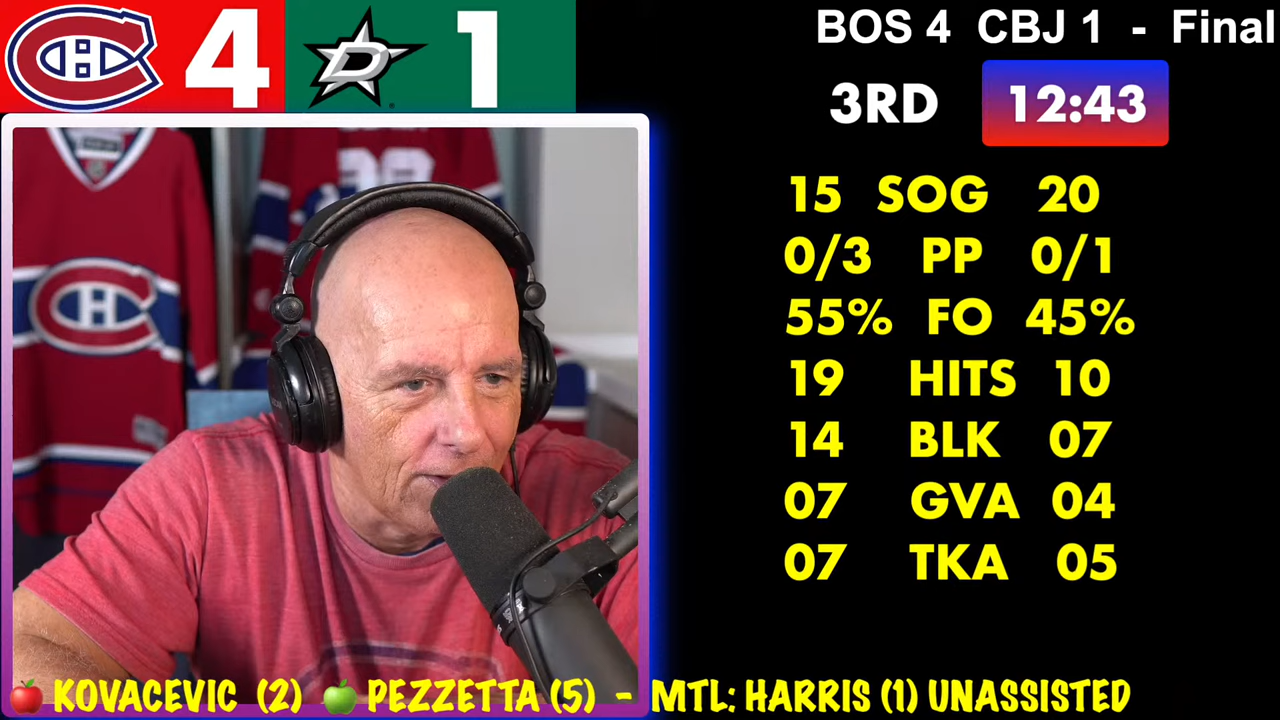 4 1
BOS 4 CBJ 1 - Final
3RD 12:43
15 SOG 20
0/3 PP 0/1
55% FO 45%
19 HITS 10
14 BLK 07
07 GVA 04
07 TKA 05
KOVACEVIC (2) PEZZETTA (5) - MTL: HARRIS (1) UNASSISTED